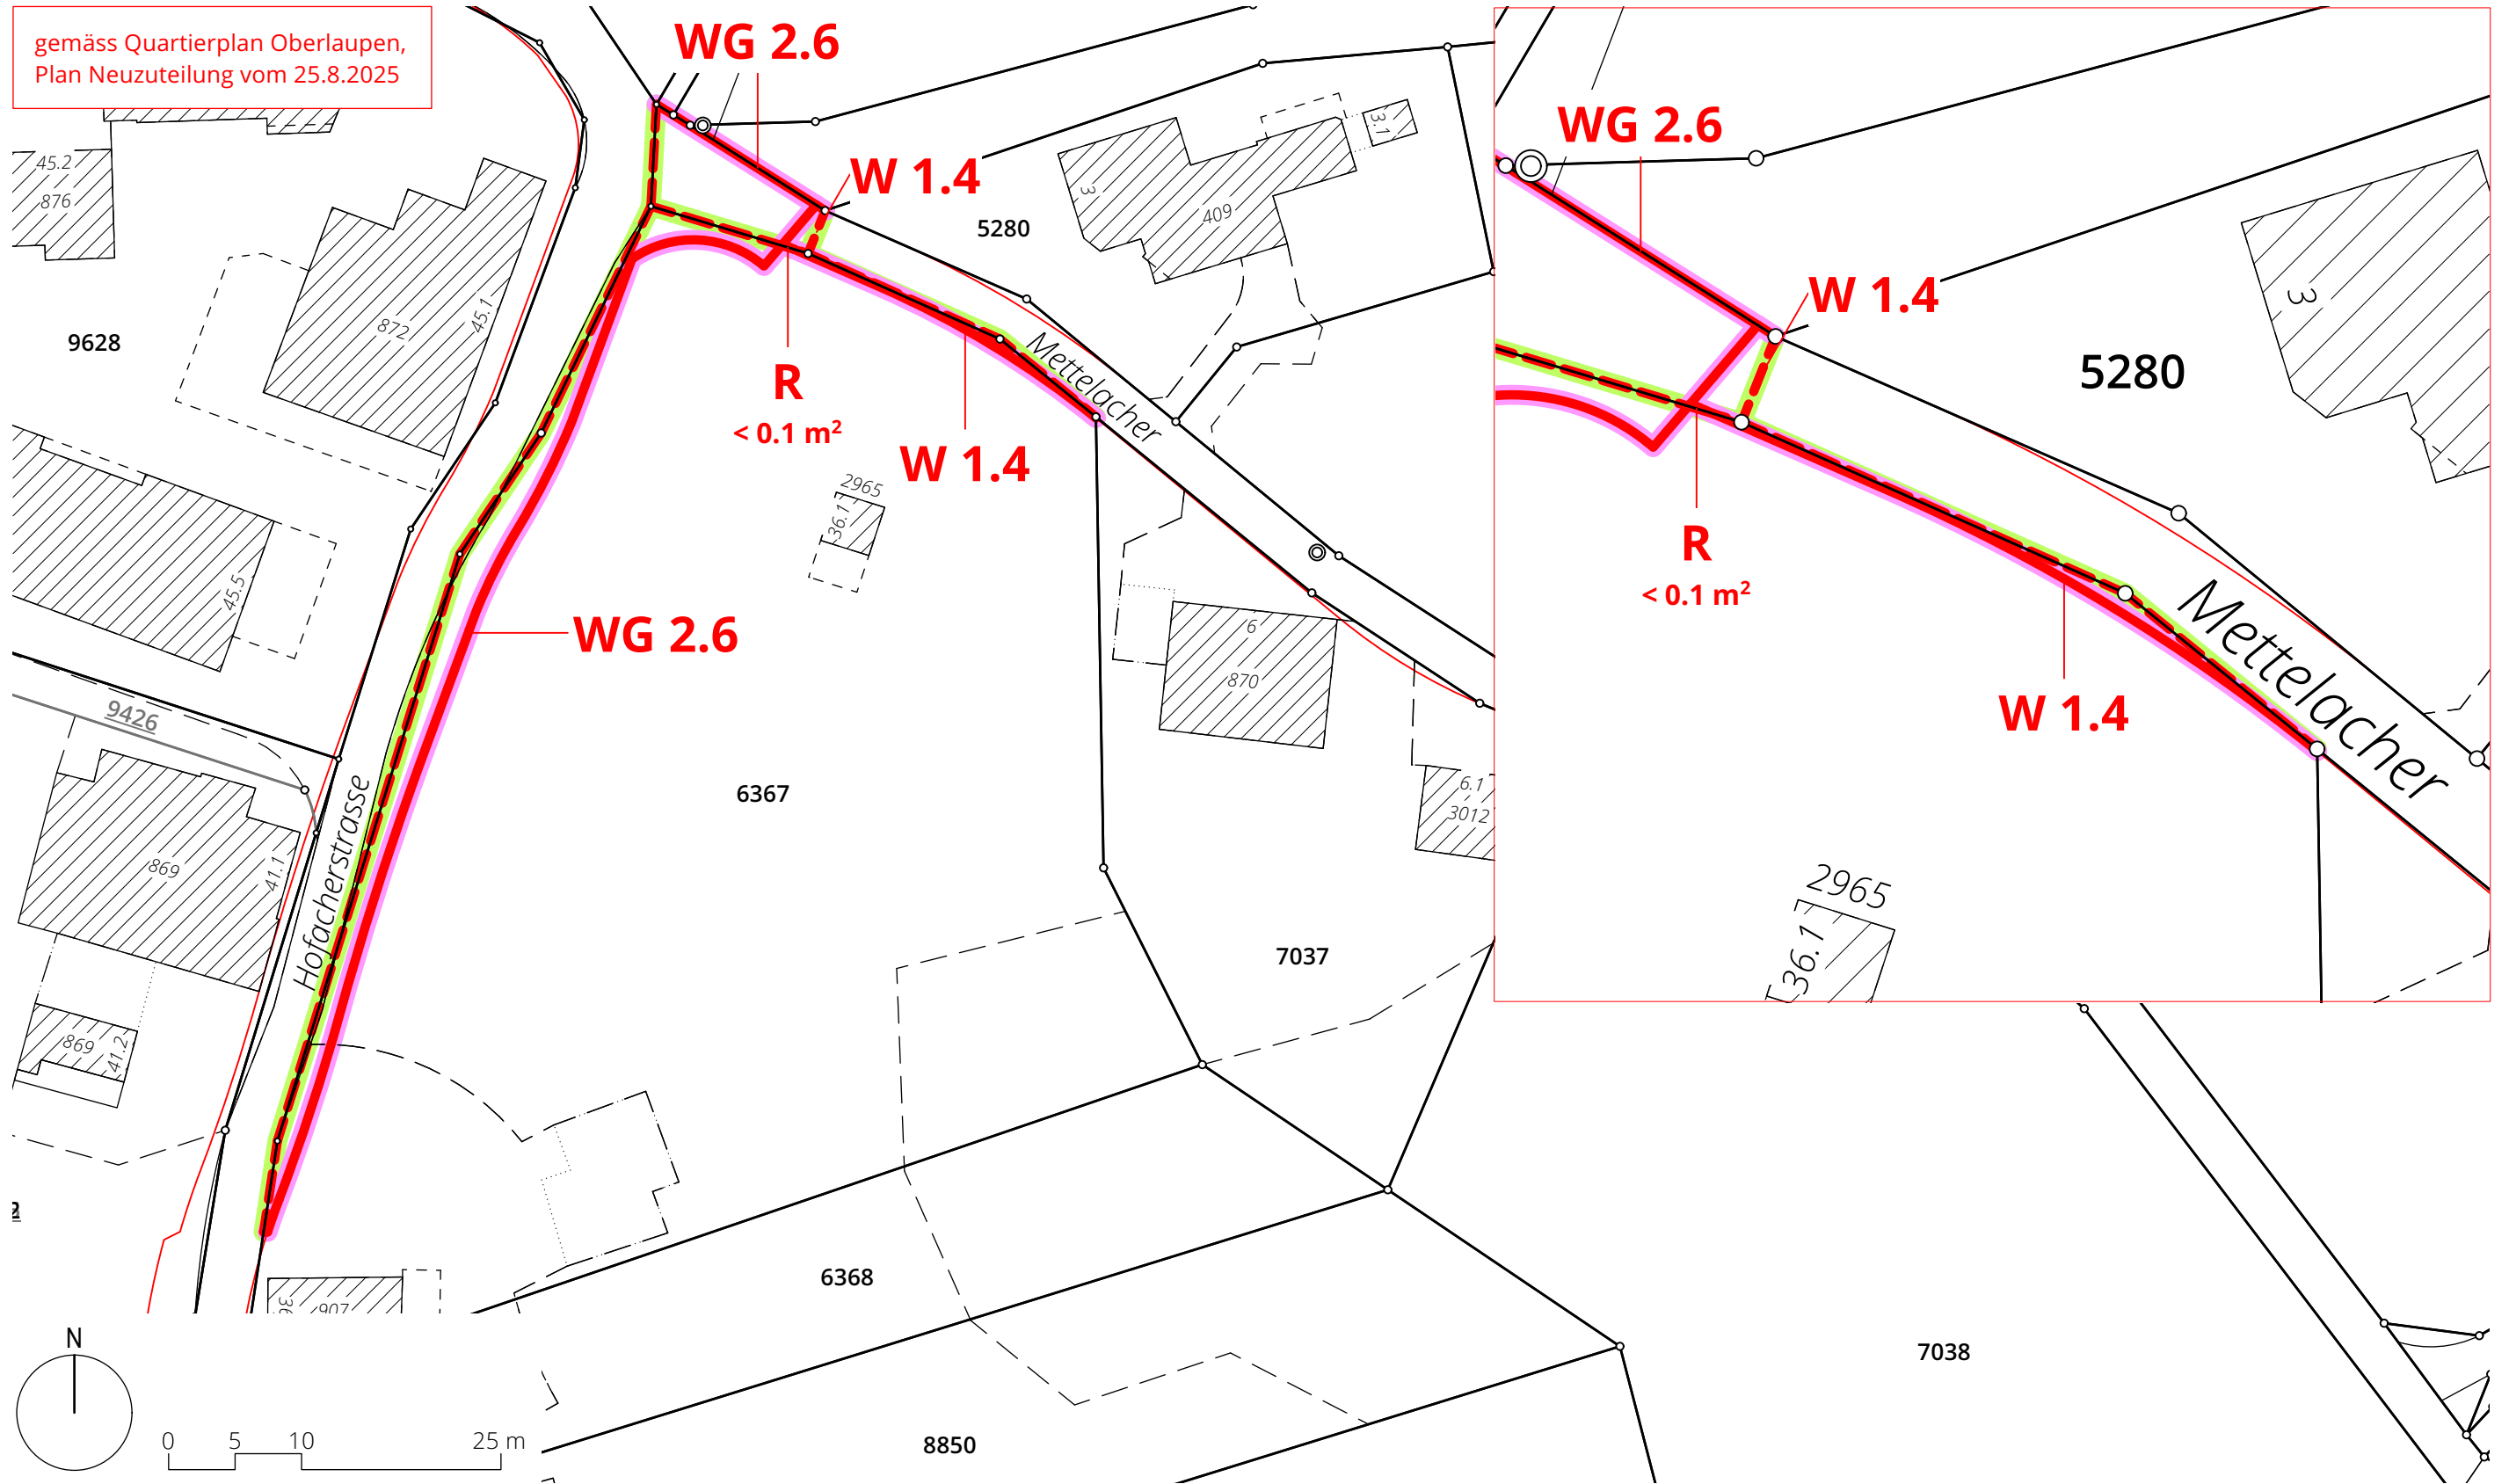 gemäss Quartierplan Oberlaupen,
Plan Neuzuteilung vom 25.8.2025
WG 2.6
W 1.4
5280
3
409
3.1
45.2
876
9628
872
45.1
R
< 0.1 m²
W 1.4
Mettelacher
2965
36.1
45.5
WG 2.6
9426
6367
6
870
6.1
3012
869
41.1
Hofacherstrasse
869
41.2
7037
6368
907
8850
7038
N
0 5 10 25 m
WG 2.6
W 1.4
5280
3
R
< 0.1 m²
W 1.4
Mettelacher
2965
36.1